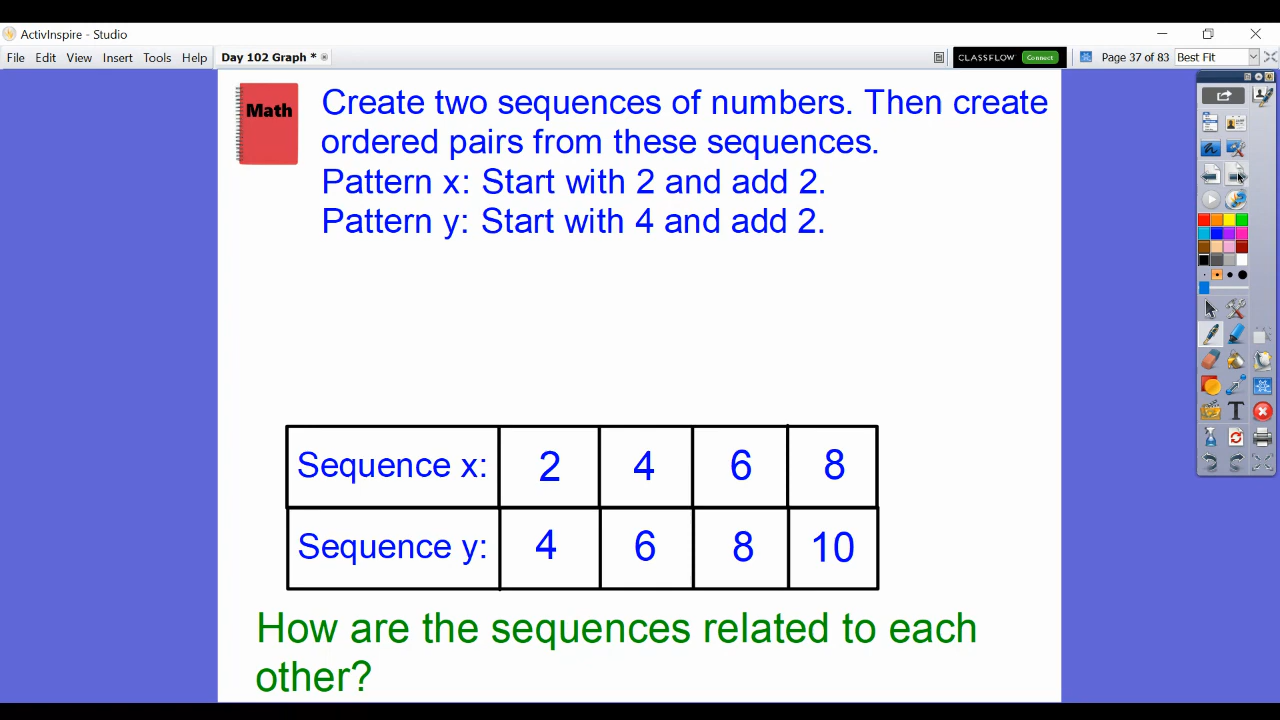 ActivInspire - Studio
File Edit View Insert Tools Help Day 102 Graph * CLASSFLOW Connect Page 37 of 83 Best Fit
Math
Create two sequences of numbers. Then create
ordered pairs from these sequences.
Pattern x: Start with 2 and add 2.
Pattern y: Start with 4 and add 2.
Sequence x: 2 4 6 8
Sequence y: 4 6 8 10
How are the sequences related to each
other?